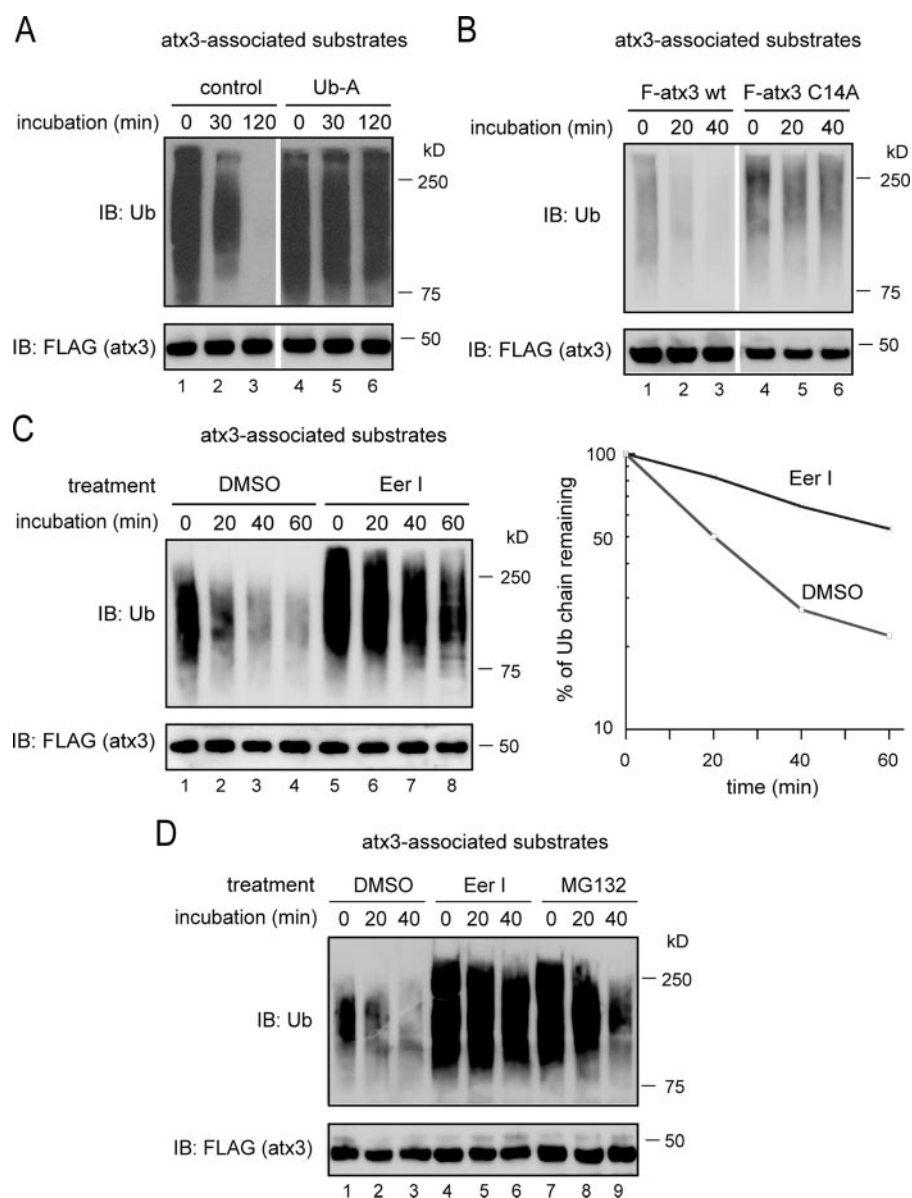 A
atx3-associated substrates
control Ub-A
incubation (min) 0 30 120 0 30 120
kD
250
IB: Ub
75
IB: FLAG (atx3)
50
1 2 3 4 5 6
B
atx3-associated substrates
F-atx3 wt F-atx3 C14A
incubation (min) 0 20 40 0 20 40
kD
250
IB: Ub
75
IB: FLAG (atx3)
50
1 2 3 4 5 6
C
atx3-associated substrates
treatment DMSO Eer I
incubation (min) 0 20 40 60 0 20 40 60
kD
250
IB: Ub
75
IB: FLAG (atx3)
50
1 2 3 4 5 6 7 8
% of Ub chain remaining
100
50
10
Eer I
DMSO
0 20 40 60
time (min)
D
atx3-associated substrates
treatment DMSO Eer I MG132
incubation (min) 0 20 40 0 20 40 0 20 40
kD
250
IB: Ub
75
IB: FLAG (atx3)
50
1 2 3 4 5 6 7 8 9